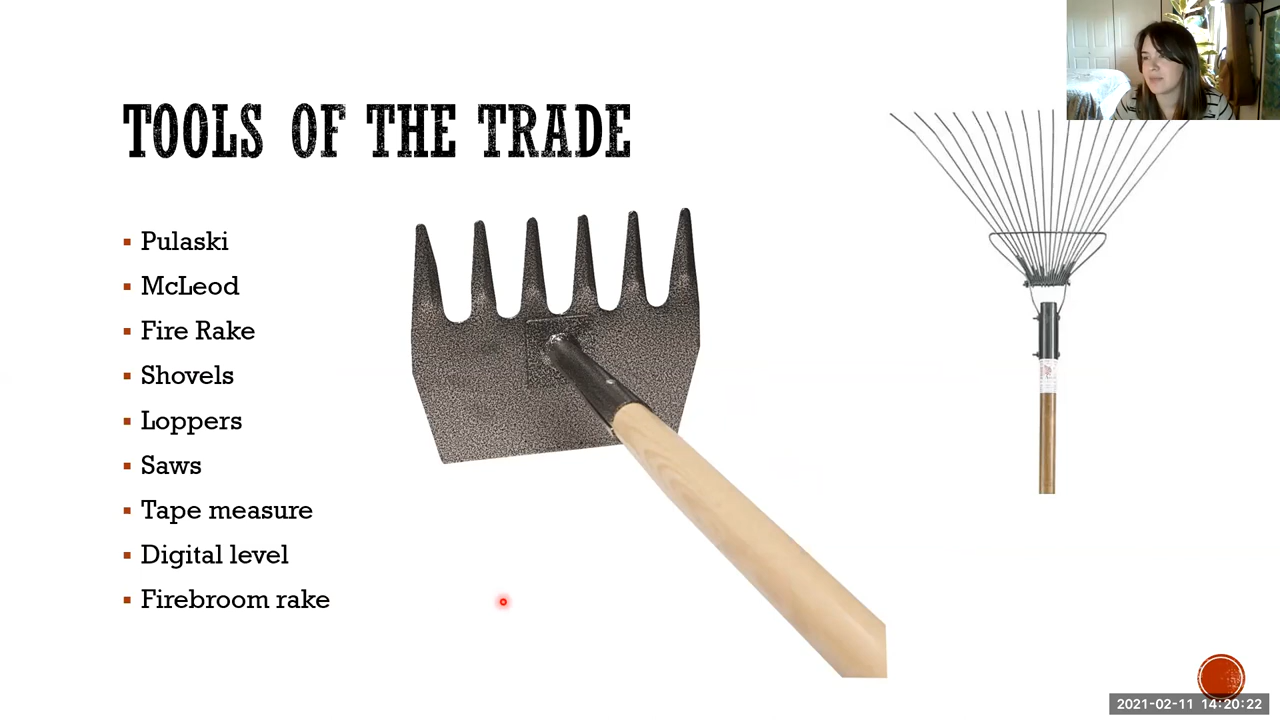 TOOLS OF THE TRADE
Pulaski
McLeod
Fire Rake
Shovels
Loppers
Saws
Tape measure
Digital level
Firebroom rake
2021-02-11 14:20:22